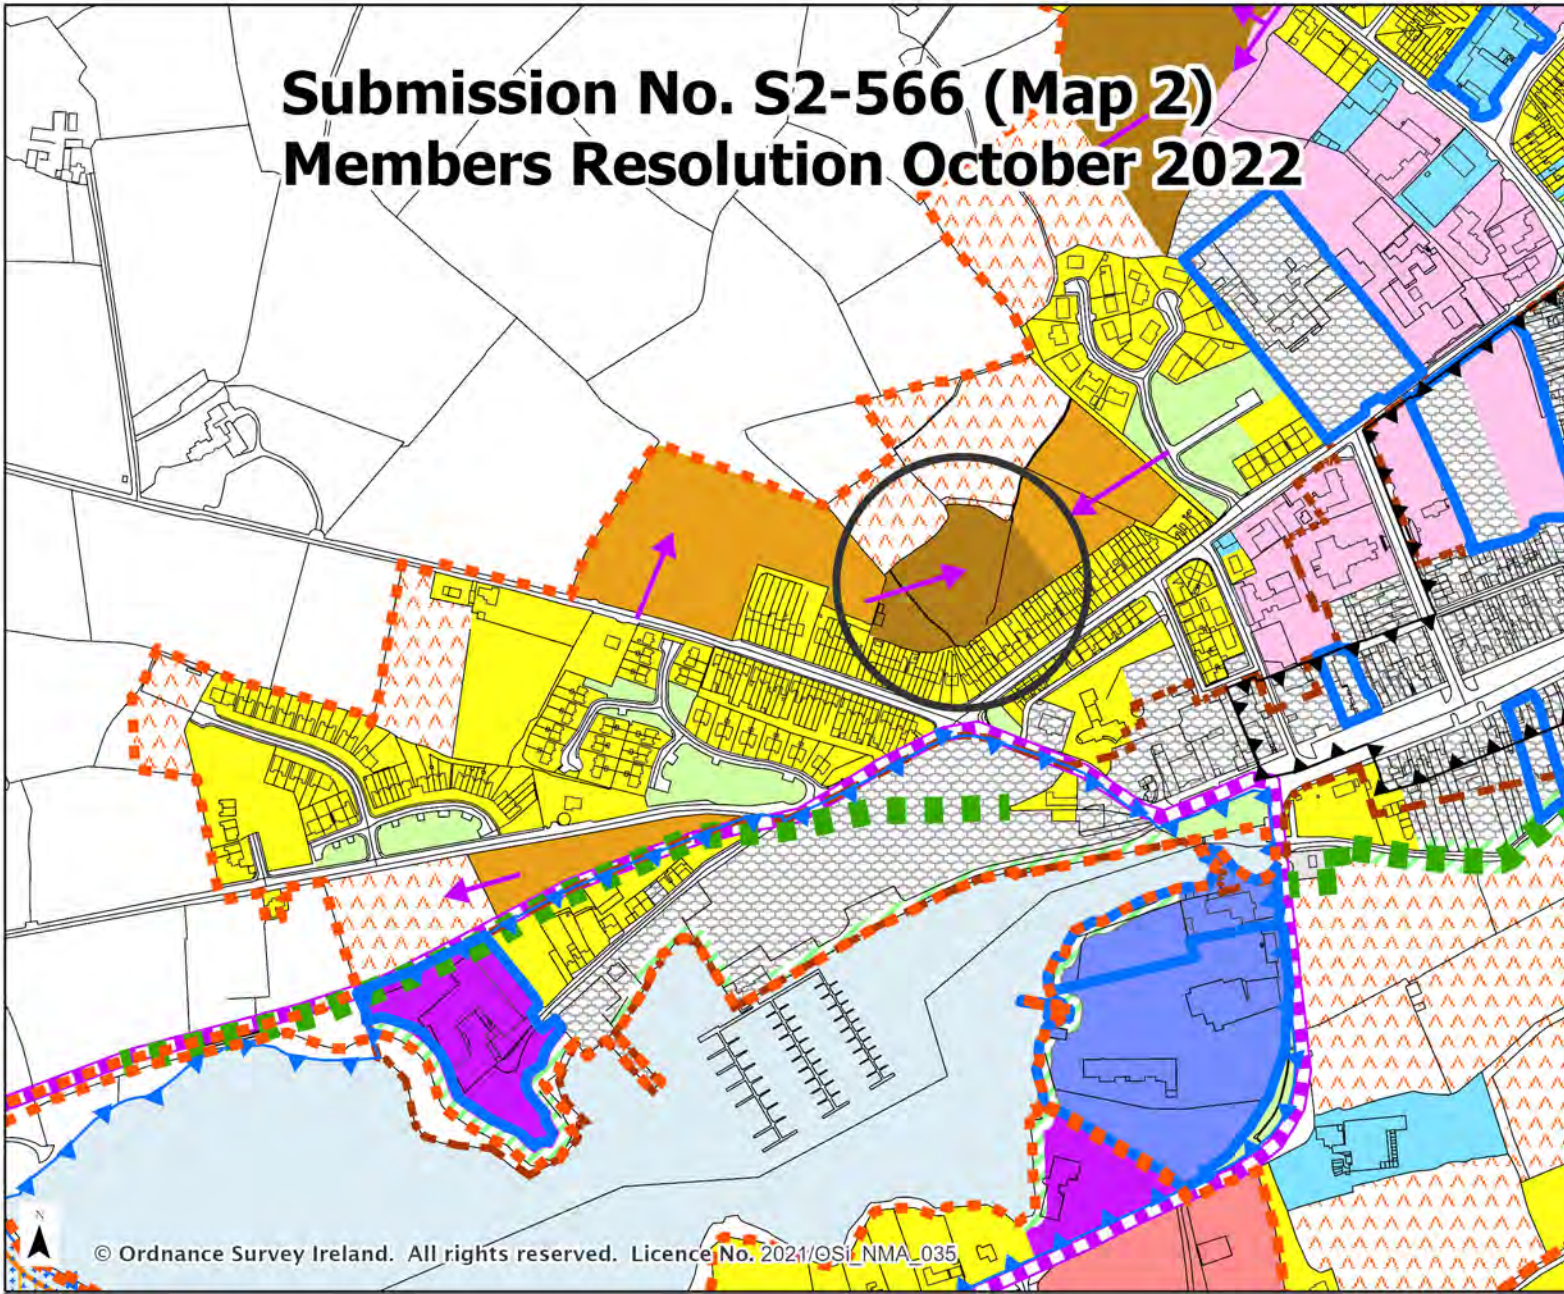 Submission No. S2-566 (Map 2)
Members Resolution October 2022
N
© Ordnance Survey Ireland. All rights reserved. Licence No. 2021/OSi_NMA_035